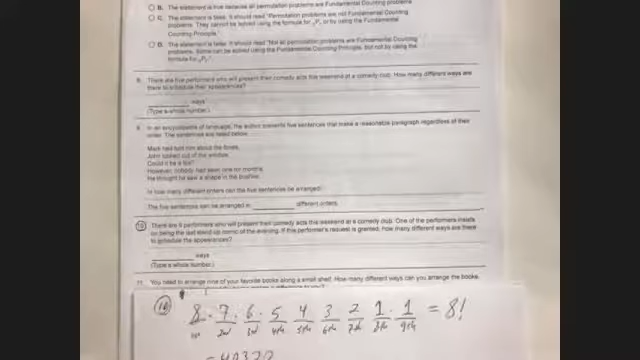 B. The statement is true because all permutation problems are Fundamental Counting problems
C. The statement is false. It should read "Permutation problems are not Fundamental Counting
problems. They cannot be solved using the formula for nPr or by using the Fundamental
Counting Principle."
D. The statement is false. It should read "Not all permutation problems are Fundamental Counting
problems. Some can be solved using the Fundamental Counting Principle, but not by using the
formula for nPr."
8. There are five performers who will present their comedy acts this weekend at a comedy club. How many different ways are
there to schedule their appearances?
ways
(Type a whole number.)
9. In an encyclopedia of language, the author presents five sentences that make a reasonable paragraph regardless of their
order. The sentences are listed below.
Mark had told him about the foxes.
John looked out of the window.
Could it be a fox?
However, nobody had seen one for months.
He thought he saw a shape in the bushes.
In how many different orders can the five sentences be arranged?
The five sentences can be arranged in different orders.
10. There are 9 performers who will present their comedy acts this weekend at a comedy club. One of the performers insists
on being the last stand-up comic of the evening. If this performer's request is granted, how many different ways are there
to schedule the appearances?
ways
(Type a whole number.)
11. You need to arrange nine of your favorite books along a small shelf. How many different ways can you arrange the books,
10 8 · 7 · 6 · 5 4 3 2 1 · 1 = 8!
1st 2nd 3rd 4th 5th 6th 7th 8th 9th
= 40320